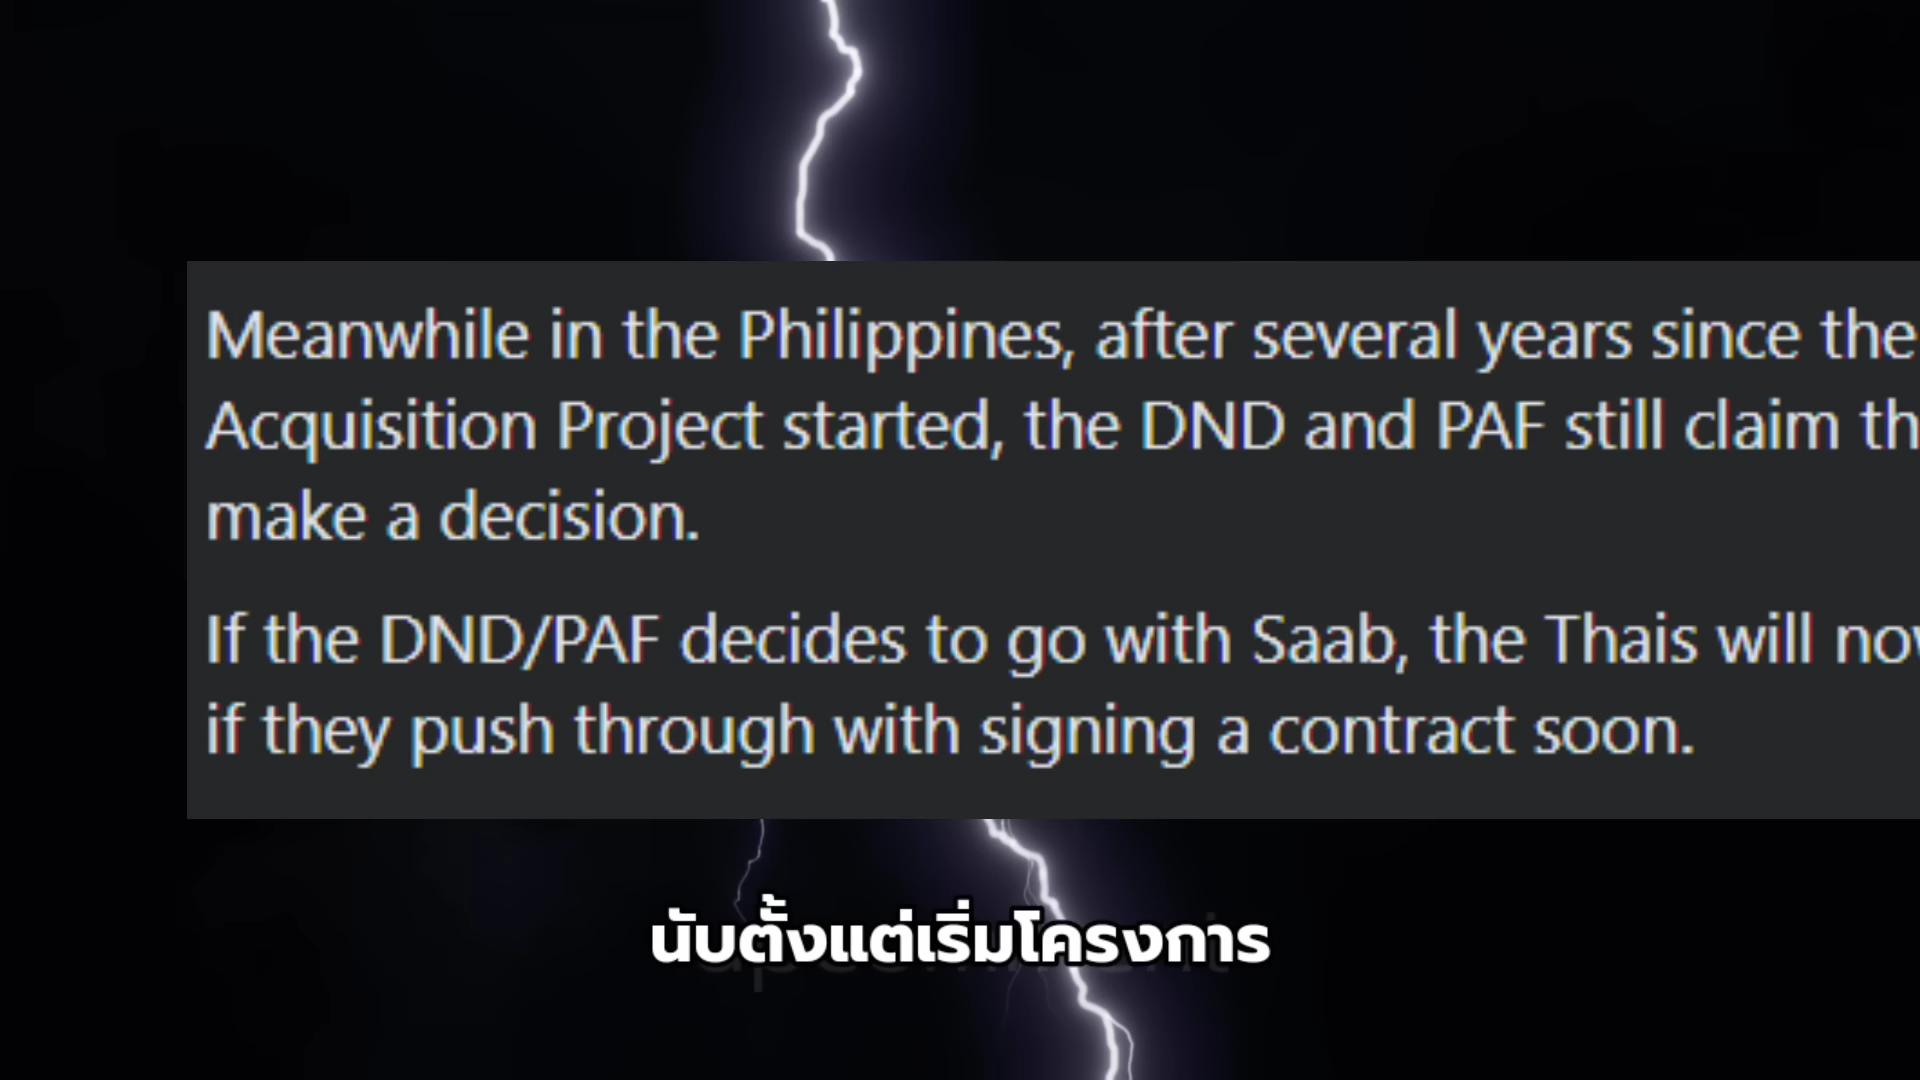 Meanwhile in the Philippines, after several years since the
Acquisition Project started, the DND and PAF still claim
make a decision.
If the DND/PAF decides to go with Saab, the Thais will
if they push through with signing a contract soon.
นับตั้งแต่เริ่มโครงการ